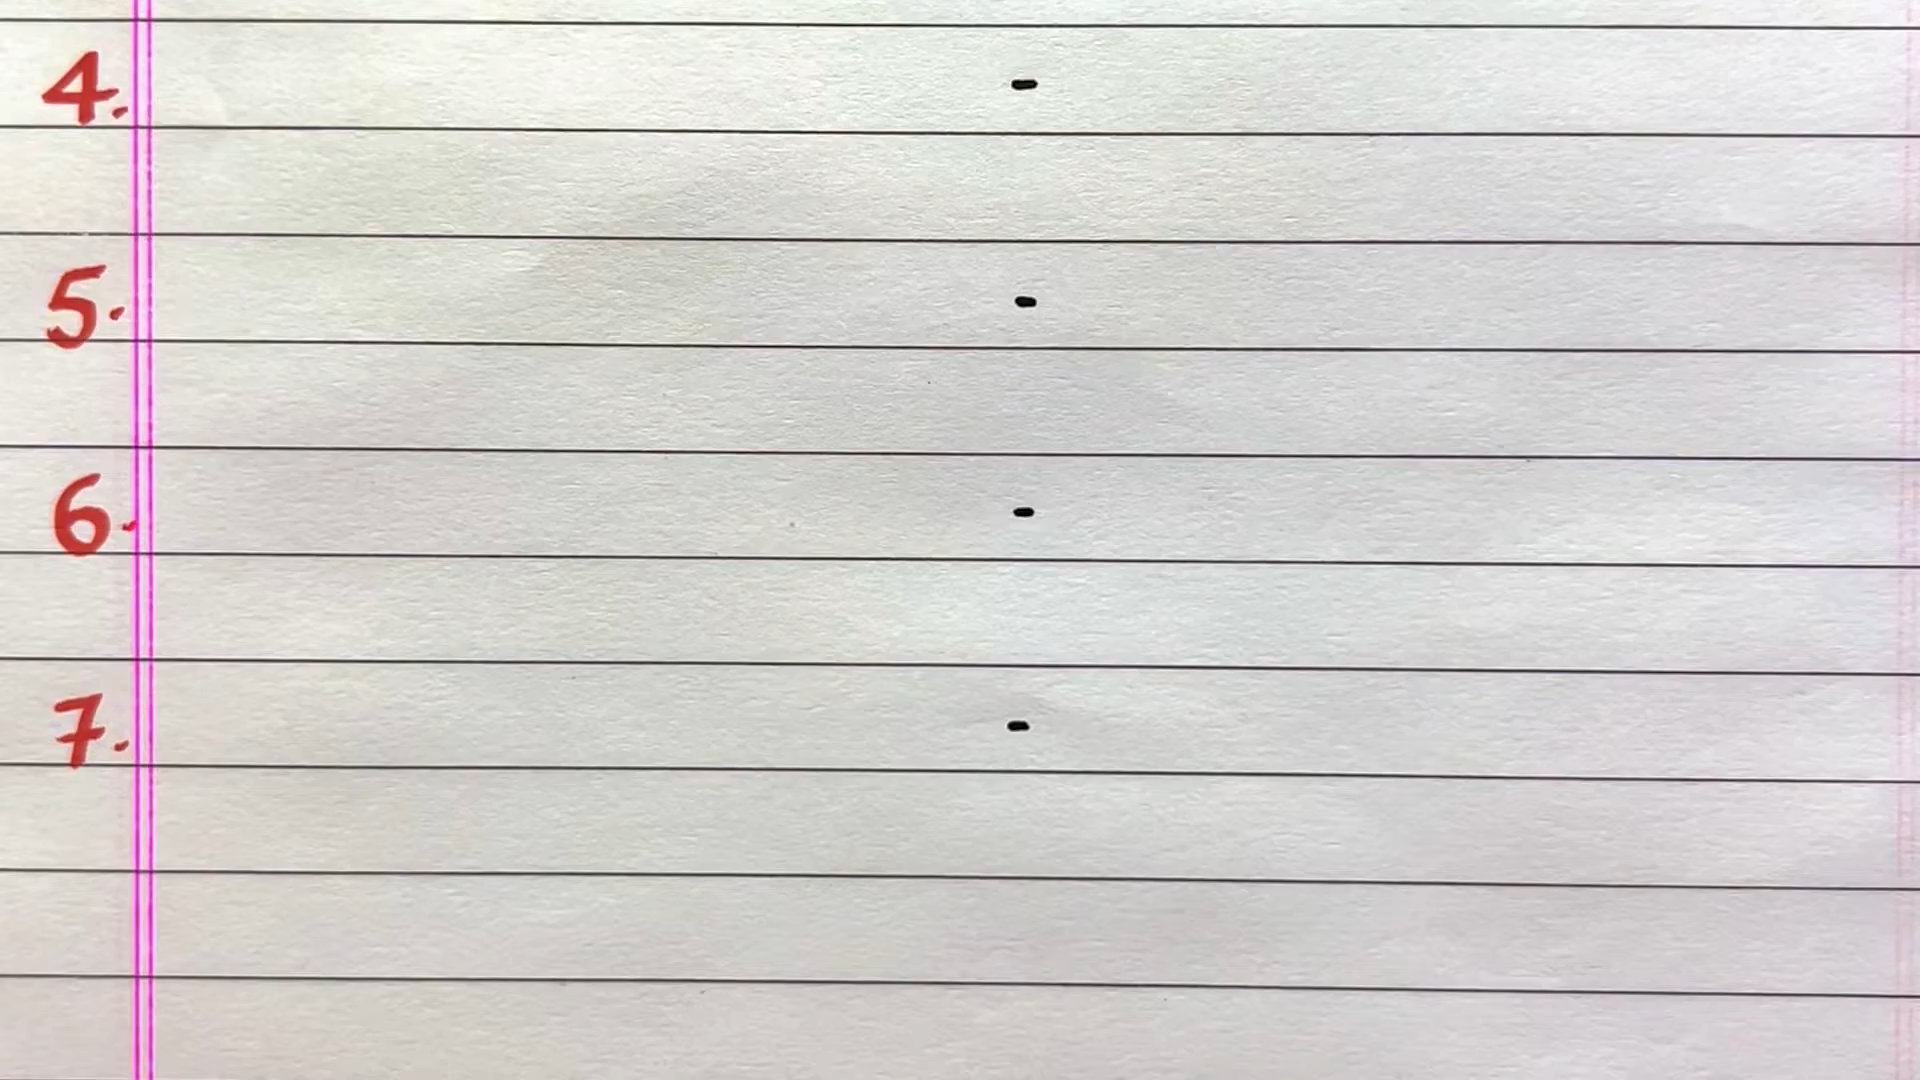 4. -
5. -
6. -
7. -